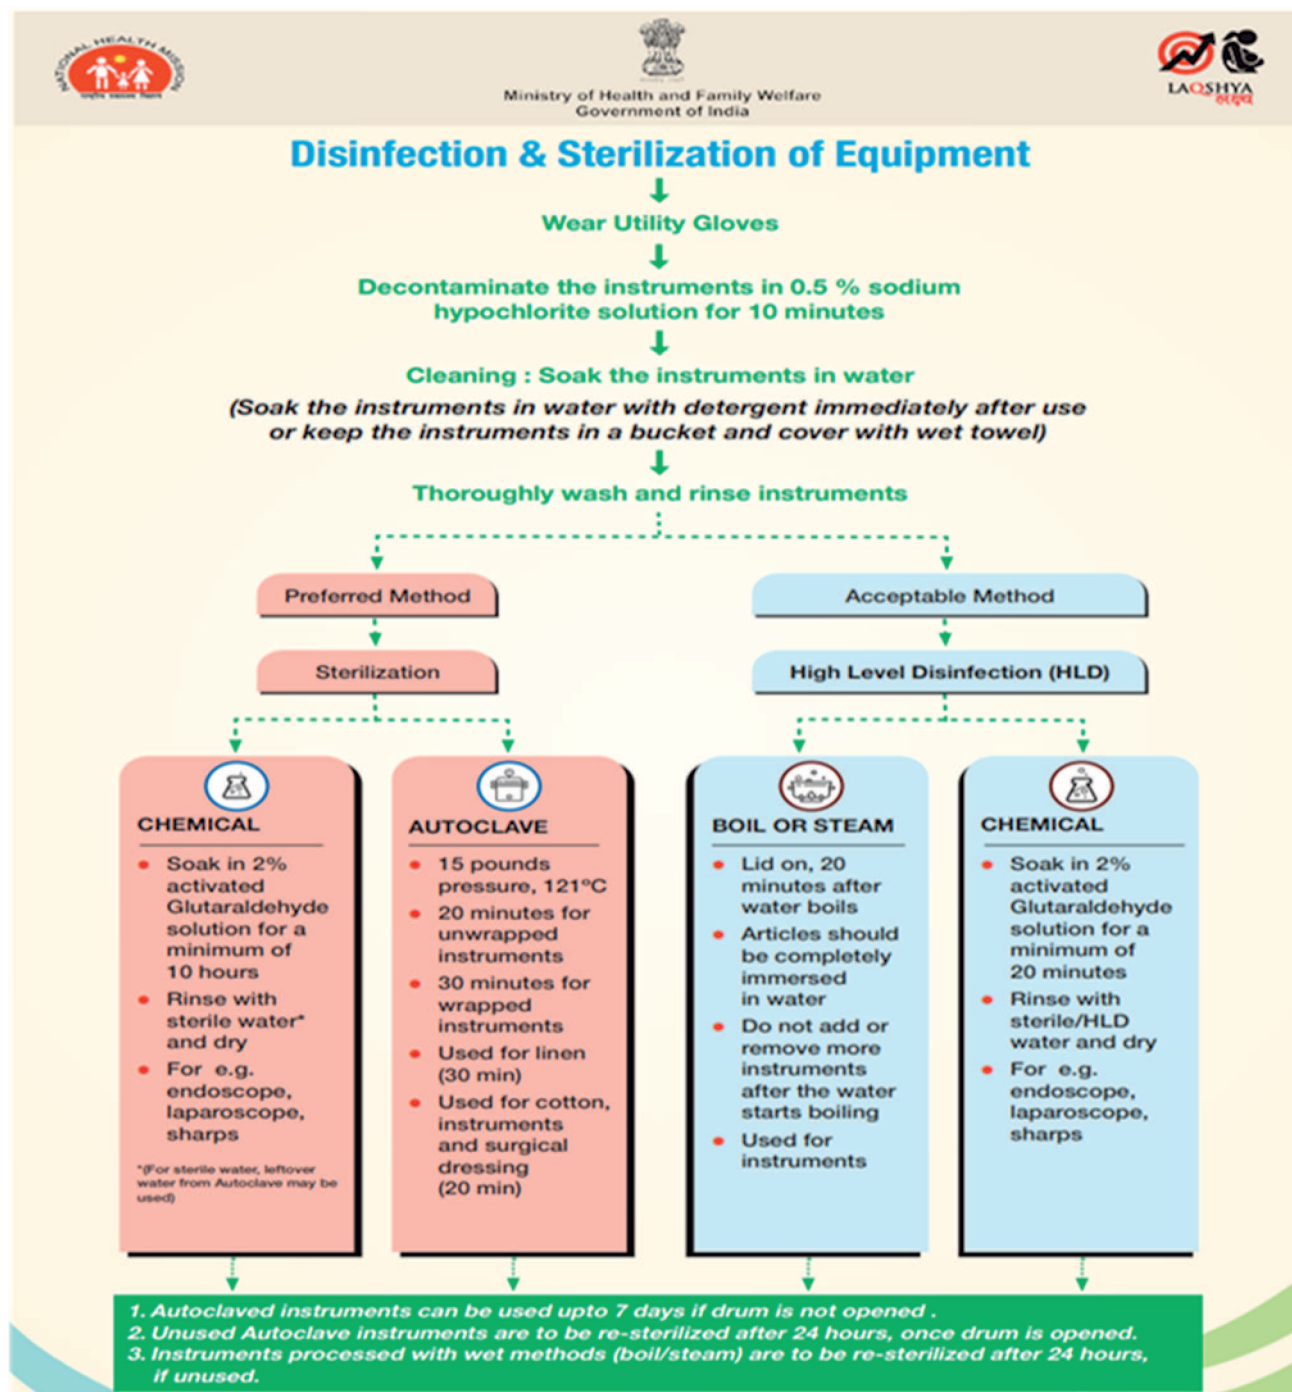 NATIONAL HEALTH MISSION
Ministry of Health and Family Welfare
Government of India
LAQSHYA
लक्ष्य
Disinfection & Sterilization of Equipment
Wear Utility Gloves
Decontaminate the instruments in 0.5 % sodium
hypochlorite solution for 10 minutes
Cleaning : Soak the instruments in water
(Soak the instruments in water with detergent immediately after use
or keep the instruments in a bucket and cover with wet towel)
Thoroughly wash and rinse instruments
Preferred Method
Acceptable Method
Sterilization
High Level Disinfection (HLD)
CHEMICAL
• Soak in 2%
activated
Glutaraldehyde
solution for a
minimum of
10 hours
• Rinse with
sterile water*
and dry
• For e.g.
endoscope,
laparoscope,
sharps
*(For sterile water, leftover
water from Autoclave may be
used)
AUTOCLAVE
• 15 pounds
pressure, 121ºC
• 20 minutes for
unwrapped
instruments
• 30 minutes for
wrapped
instruments
• Used for linen
(30 min)
• Used for cotton,
instruments
and surgical
dressing
(20 min)
BOIL OR STEAM
• Lid on, 20
minutes after
water boils
• Articles should
be completely
immersed
in water
• Do not add or
remove more
instruments
after the water
starts boiling
• Used for
instruments
CHEMICAL
• Soak in 2%
activated
Glutaraldehyde
solution for a
minimum of
20 minutes
• Rinse with
sterile/HLD
water and dry
• For e.g.
endoscope,
laparoscope,
sharps
1. Autoclaved instruments can be used upto 7 days if drum is not opened .
2. Unused Autoclave instruments are to be re-sterilized after 24 hours, once drum is opened.
3. Instruments processed with wet methods (boil/steam) are to be re-sterilized after 24 hours,
if unused.